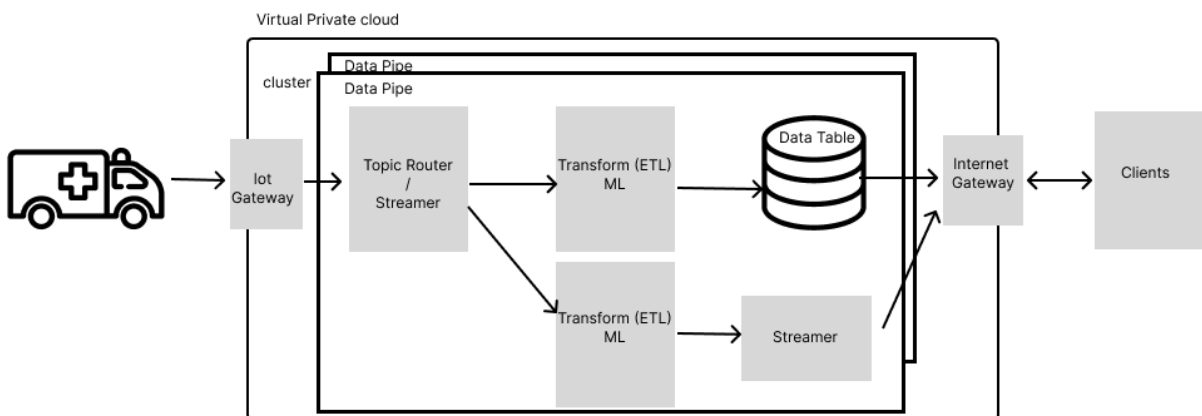 Virtual Private cloud
cluster
Data Pipe
Data Pipe
Iot
Gateway
Topic Router
/
Streamer
Transform (ETL)
ML
Data Table
Internet
Gateway
Clients
Transform (ETL)
ML
Streamer